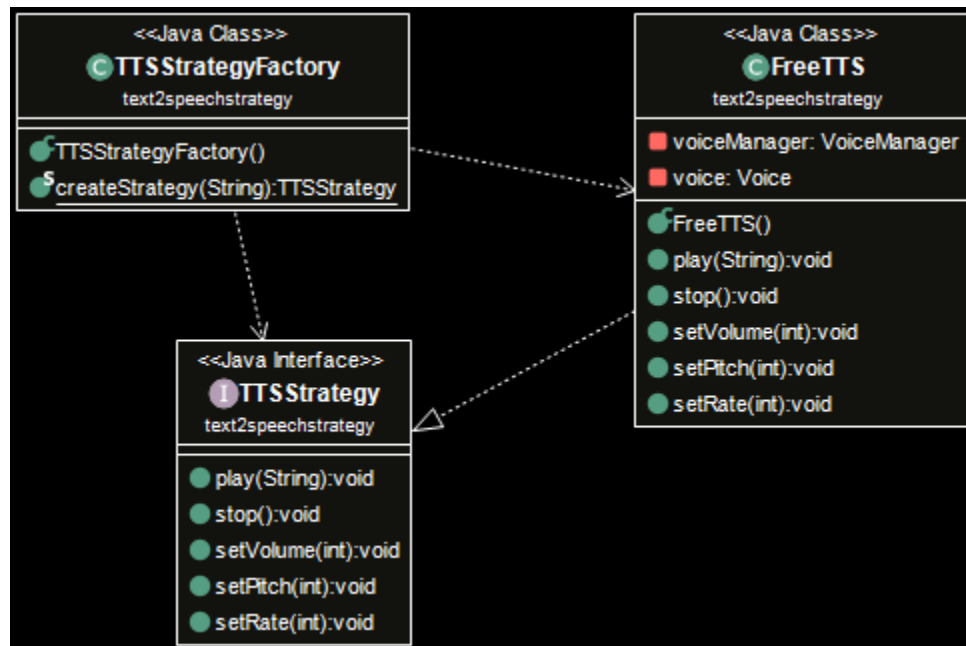 <<Java Class>>
TTSStrategyFactory
text2speechstrategy
TTSStrategyFactory()
createStrategy(String):TTSStrategy
<<Java Class>>
FreeTTS
text2speechstrategy
voiceManager: VoiceManager
voice: Voice
FreeTTS()
play(String):void
stop():void
setVolume(int):void
setPitch(int):void
setRate(int):void
<<Java Interface>>
TTSStrategy
text2speechstrategy
play(String):void
stop():void
setVolume(int):void
setPitch(int):void
setRate(int):void